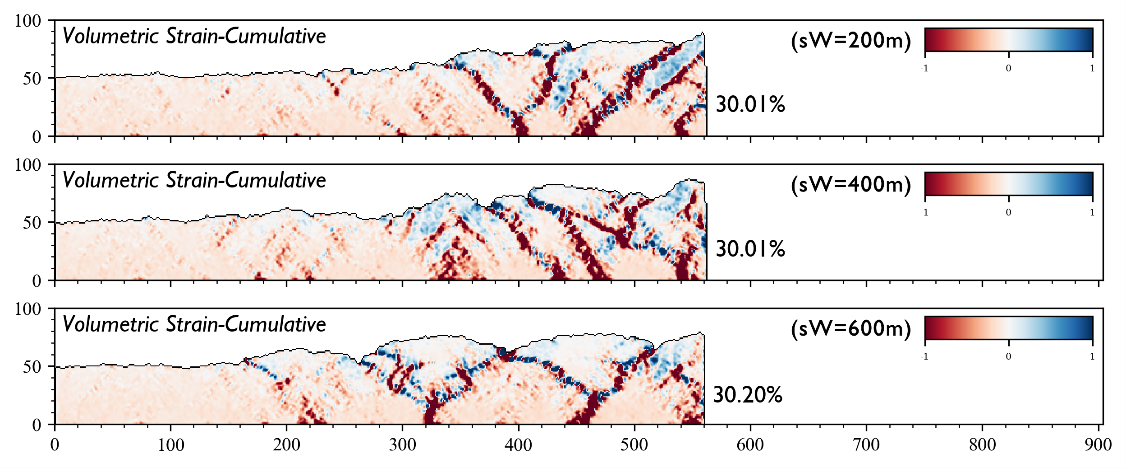 100
Volumetric Strain-Cumulative
(sW=200m)
50
1 0 1
30.01%
0
100
Volumetric Strain-Cumulative
(sW=400m)
50
1 0 1
30.01%
0
100
Volumetric Strain-Cumulative
(sW=600m)
50
1 0 1
30.20%
0
0 100 200 300 400 500 600 700 800 900